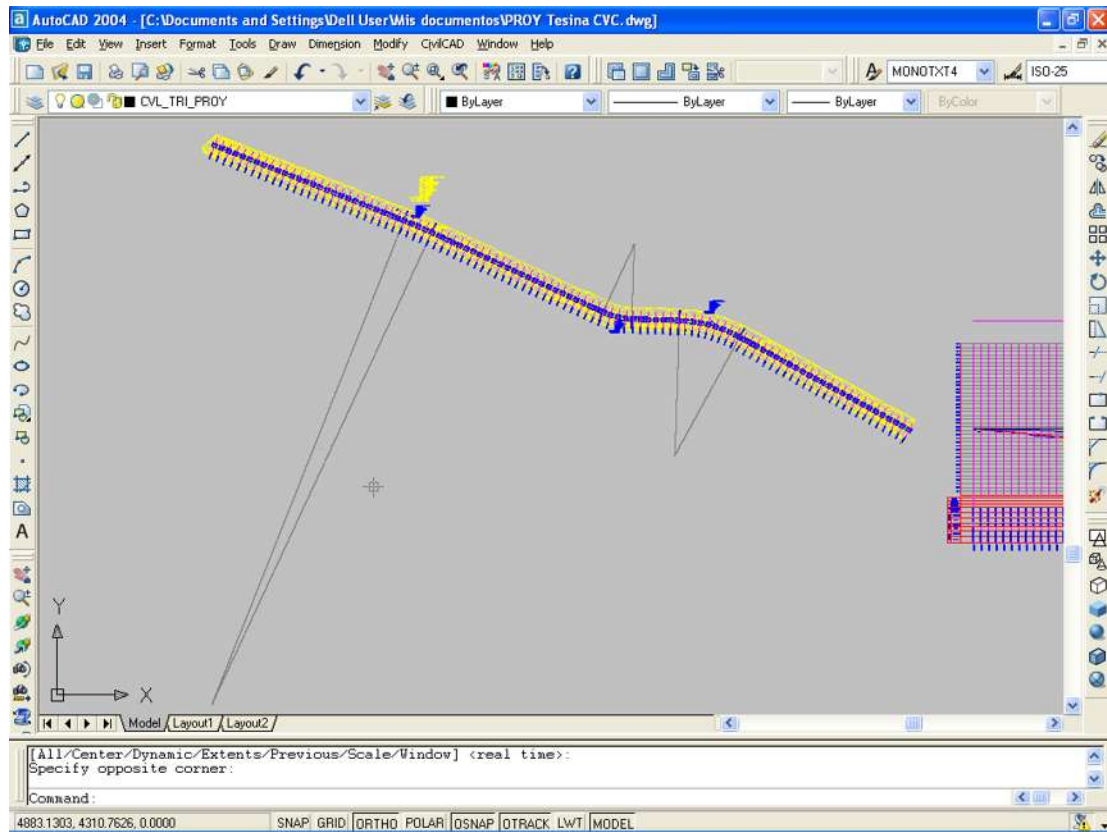 AutoCAD 2004 - [C:\Documents and Settings\Dell User\Mis documentos\PROY Tesina CVC.dwg]
File Edit View Insert Format Tools Draw Dimension Modify CivilCAD Window Help
MONOTXT4 ISO-25
CVL_TRI_PROY ByLayer ByLayer ByLayer ByColor
A
Y
X
Model Layout1 Layout2
[All/Center/Dynamic/Extents/Previous/Scale/Window] <real time>:
Specify opposite corner:
Command:
4883.1303, 4310.7626, 0.0000 SNAP GRID ORTHO POLAR OSNAP OTRACK LWT MODEL